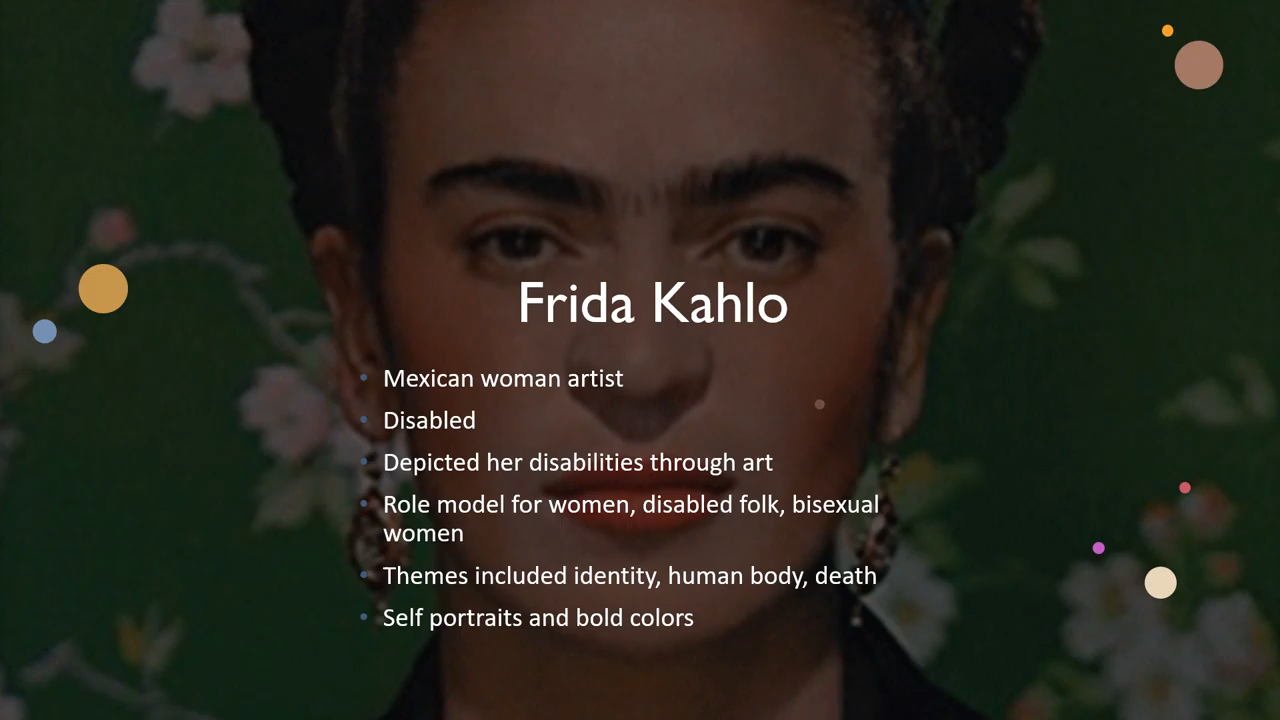 Frida Kahlo
• Mexican woman artist
• Disabled
• Depicted her disabilities through art
• Role model for women, disabled folk, bisexual
women
• Themes included identity, human body, death
• Self portraits and bold colors